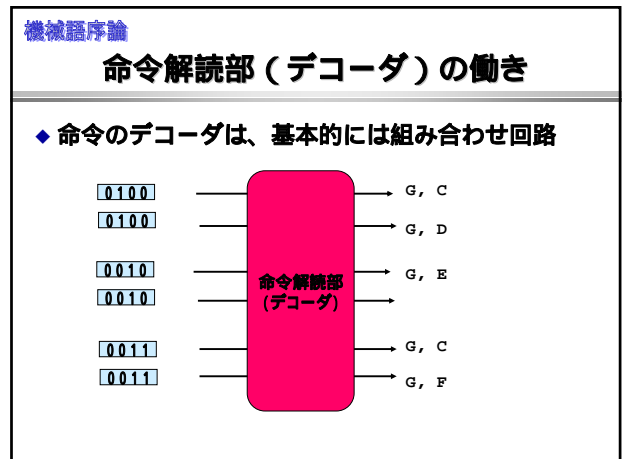 機械語序論
命令解読部（デコーダ）の働き
◆ 命令のデコーダは、基本的には組み合わせ回路
0100
G, C
0100
G, D
0010
G, E
命令解読部
(デコーダ)
0010
0011
G, C
0011
G, F